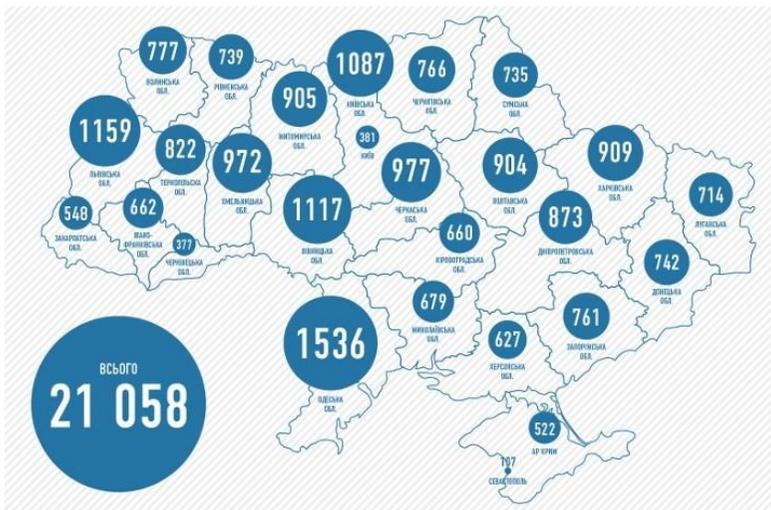 777
ВОЛИНСЬКА
ОБЛ.
739
РІВНЕНСЬКА
ОБЛ.
1087
КИЇВСЬКА
ОБЛ.
766
ЧЕРНІГІВСЬКА
ОБЛ.
735
СУМСЬКА
ОБЛ.
905
ЖИТОМИРСЬКА
ОБЛ.
1159
ЛЬВІВСЬКА
ОБЛ.
822
ТЕРНОПІЛЬСКА
ОБЛ.
972
ХМЕЛЬНИЦЬКА
ОБЛ.
381
КИЇВ
977
ЧЕРКАСЬКА
ОБЛ.
904
ПОЛТАВСЬКА
ОБЛ.
909
ХАРКІВСЬКА
ОБЛ.
714
ЛУГАНСЬКА
ОБЛ.
548
ЗАКАРПАТСЬКА
ОБЛ.
662
ІВАНО-
ФРАНКІВСЬКА
ОБЛ.
377
ЧЕРНІВЕЦЬКА
ОБЛ.
1117
ВІННИЦЬКА
ОБЛ.
660
КІРОВОГРАДСЬКА
ОБЛ.
873
ДНІПРОПЕТРОВСЬКА
ОБЛ.
742
ДОНЕЦЬКА
ОБЛ.
1536
ОДЕСЬКА
ОБЛ.
679
МИКОЛАЇВСЬКА
ОБЛ.
627
ХЕРСОНСЬКА
ОБЛ.
761
ЗАПОРІЖСЬКА
ОБЛ.
ВСЬОГО
21 058
522
АР КРИМ
107
СЕВАСТОПОЛЬ